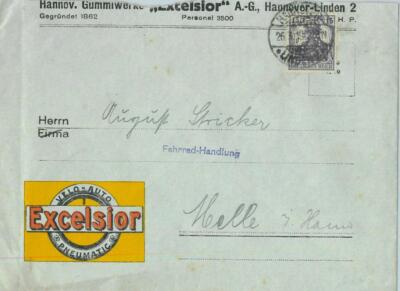 Hannov. Gummiwerke „Excelsior" A.-G., Hannover-Linden 2
Gegründet 1862 Personal 3500 H. P.
Herrn
Firma
August Stricker
Fahrrad-Handlung
VELO-AUTO
Excelsior
PNEUMATIC
Melle i. Hann